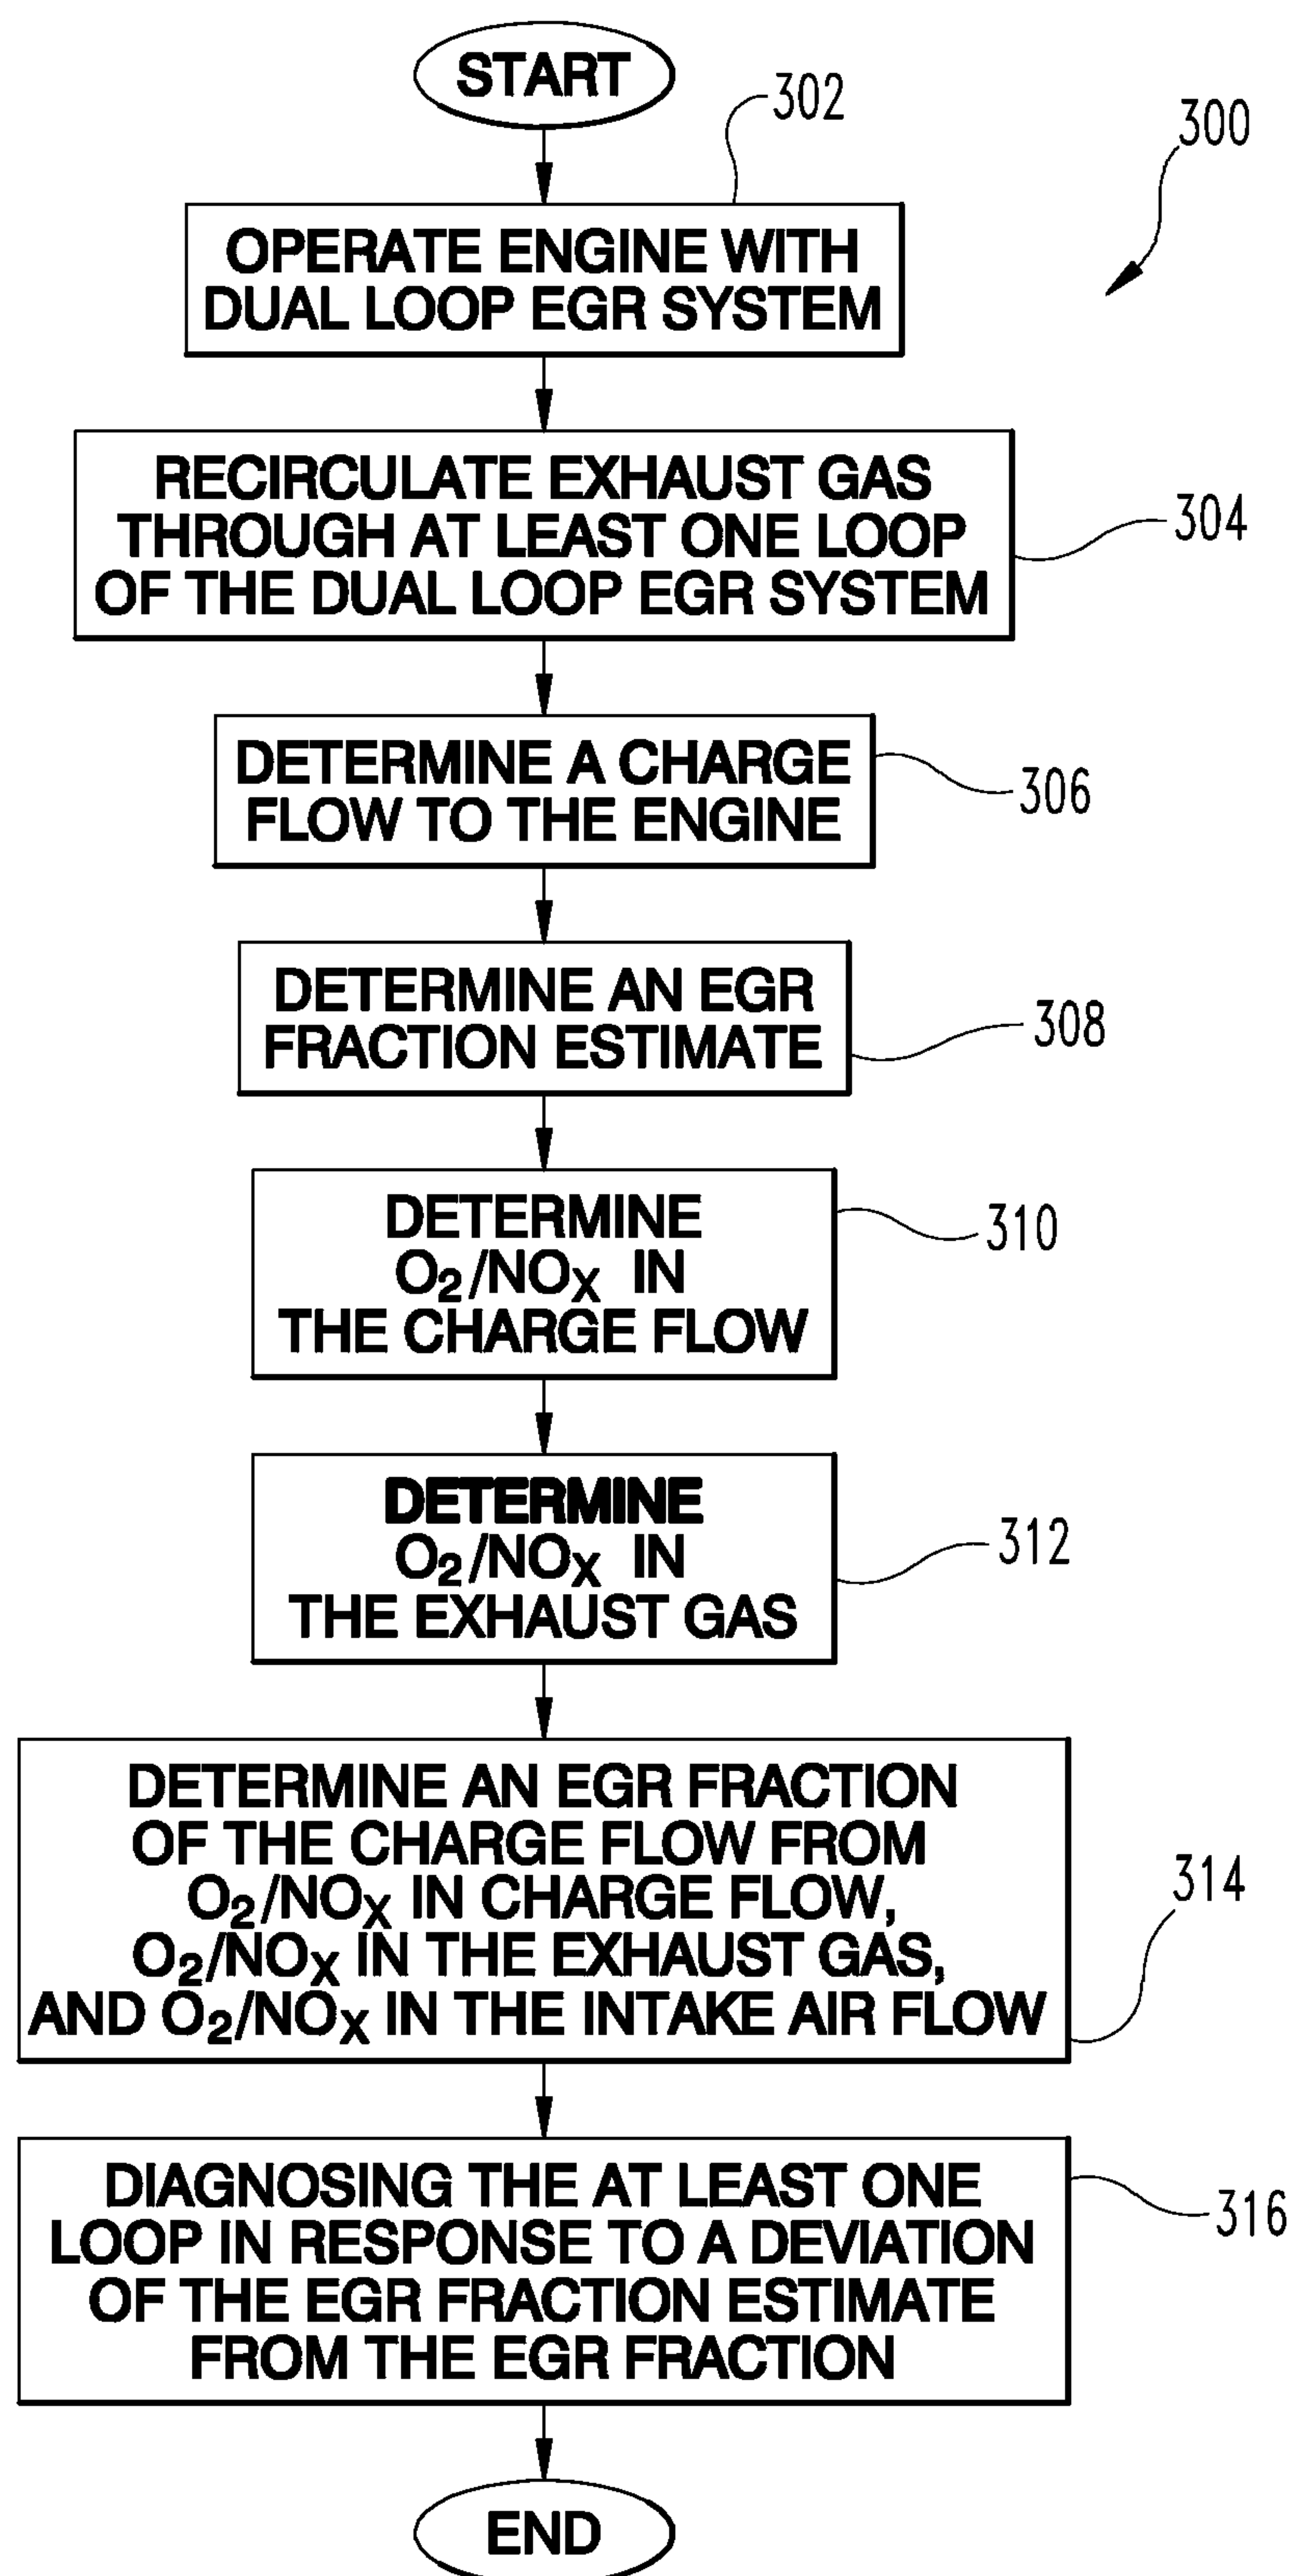 START
302
300
OPERATE ENGINE WITH
DUAL LOOP EGR SYSTEM
RECIRCULATE EXHAUST GAS
THROUGH AT LEAST ONE LOOP
OF THE DUAL LOOP EGR SYSTEM
304
DETERMINE A CHARGE
FLOW TO THE ENGINE
306
DETERMINE AN EGR
FRACTION ESTIMATE
308
DETERMINE
O₂/NOₓ IN
THE CHARGE FLOW
310
DETERMINE
O₂/NOₓ IN
THE EXHAUST GAS
312
DETERMINE AN EGR FRACTION
OF THE CHARGE FLOW FROM
O₂/NOₓ IN CHARGE FLOW,
O₂/NOₓ IN THE EXHAUST GAS,
AND O₂/NOₓ IN THE INTAKE AIR FLOW
314
DIAGNOSING THE AT LEAST ONE
LOOP IN RESPONSE TO A DEVIATION
OF THE EGR FRACTION ESTIMATE
FROM THE EGR FRACTION
316
END